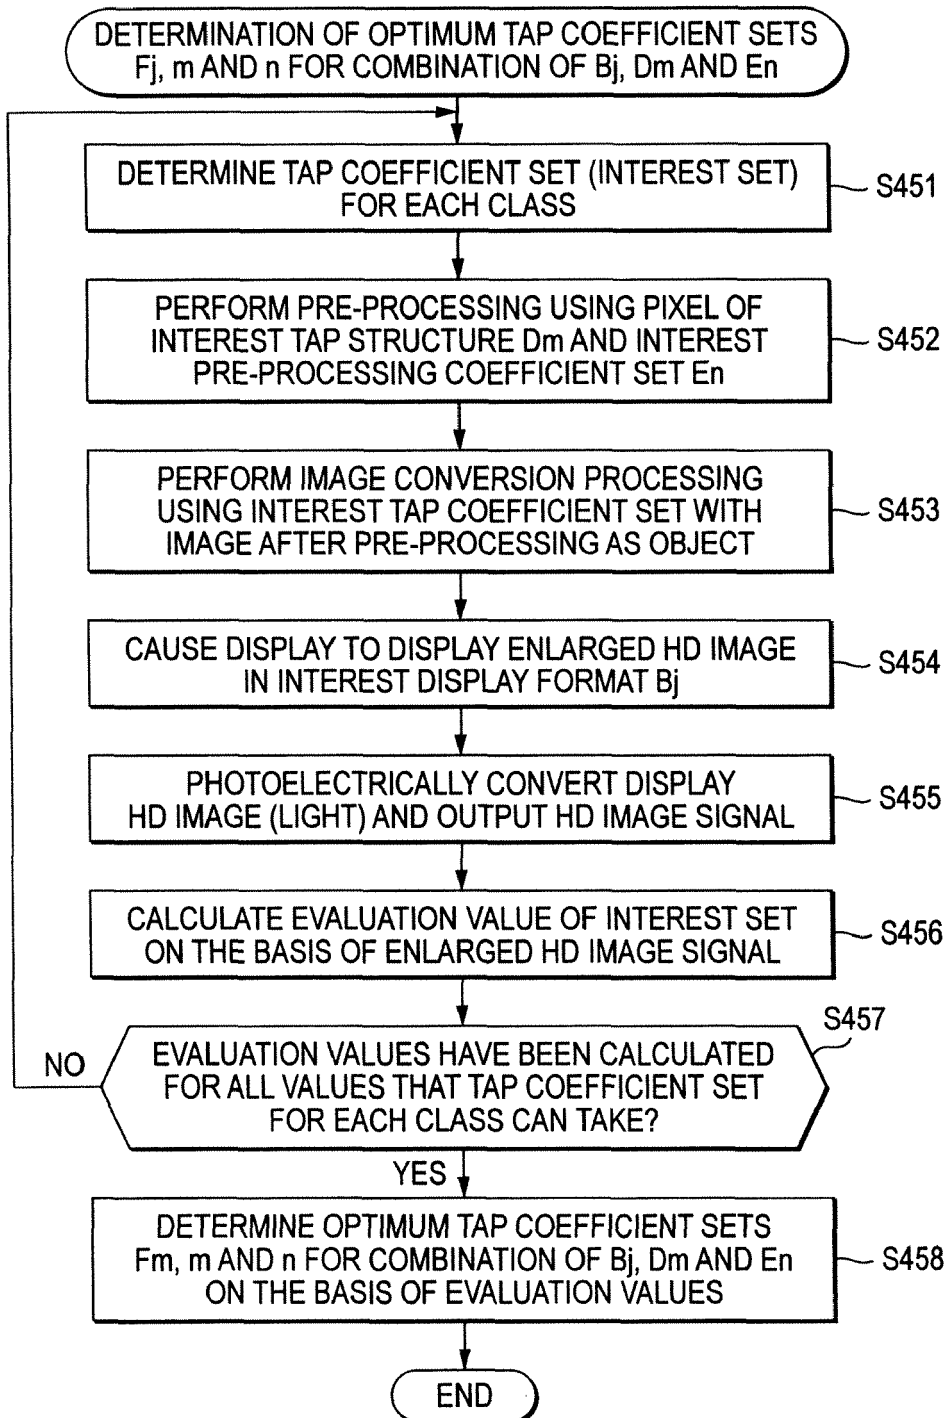 DETERMINATION OF OPTIMUM TAP COEFFICIENT SETS
Fj, m AND n FOR COMBINATION OF Bj, Dm AND En
DETERMINE TAP COEFFICIENT SET (INTEREST SET)
FOR EACH CLASS
S451
PERFORM PRE-PROCESSING USING PIXEL OF
INTEREST TAP STRUCTURE Dm AND INTEREST
PRE-PROCESSING COEFFICIENT SET En
S452
PERFORM IMAGE CONVERSION PROCESSING
USING INTEREST TAP COEFFICIENT SET WITH
IMAGE AFTER PRE-PROCESSING AS OBJECT
S453
CAUSE DISPLAY TO DISPLAY ENLARGED HD IMAGE
IN INTEREST DISPLAY FORMAT Bj
S454
PHOTOELECTRICALLY CONVERT DISPLAY
HD IMAGE (LIGHT) AND OUTPUT HD IMAGE SIGNAL
S455
CALCULATE EVALUATION VALUE OF INTEREST SET
ON THE BASIS OF ENLARGED HD IMAGE SIGNAL
S456
S457
EVALUATION VALUES HAVE BEEN CALCULATED
FOR ALL VALUES THAT TAP COEFFICIENT SET
FOR EACH CLASS CAN TAKE?
NO
YES
DETERMINE OPTIMUM TAP COEFFICIENT SETS
Fm, m AND n FOR COMBINATION OF Bj, Dm AND En
ON THE BASIS OF EVALUATION VALUES
S458
END